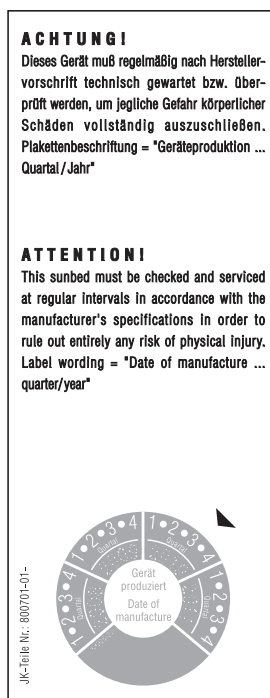 ACHTUNG!
Dieses Gerät muß regelmäßig nach Hersteller-
vorschrift technisch gewartet bzw. über-
prüft werden, um jegliche Gefahr körperlicher
Schäden vollständig auszuschließen.
Plakettenbeschriftung = "Geräteproduktion ...
Quartal/Jahr"
ATTENTION!
This sunbed must be checked and serviced
at regular intervals in accordance with the
manufacturer's specifications in order to
rule out entirely any risk of physical injury.
Label wording = "Date of manufacture ...
quarter/year"
1•2•3•4
Quartal
1•2•3•4
Quartal
1•2•3•4
Quartal
1•2•3•4
Quartal
Gerät
produziert
Date of
manufacture
JK-Teile Nr.: 800701-01-